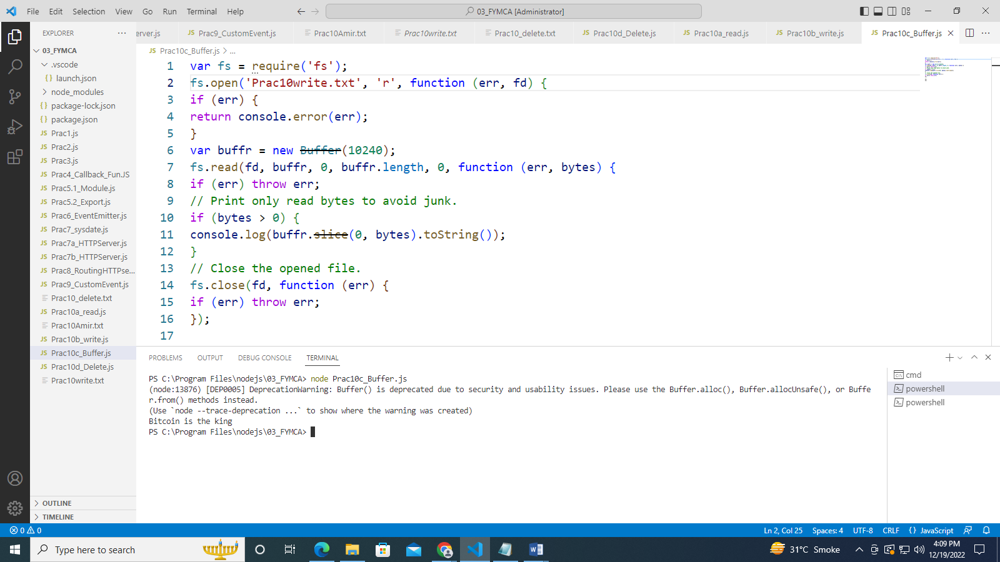 File Edit Selection View Go Run Terminal Help
03_FYMCA [Administrator]
EXPLORER
erver.js Prac9_CustomEvent.js Prac10Amir.txt Prac10write.txt Prac10_delete.txt Prac10d_Delete.js Prac10a_read.js Prac10b_write.js Prac10c_Buffer.js
Prac10c_Buffer.js > ...
03_FYMCA
.vscode
launch.json
node_modules
package-lock.json
package.json
Prac1.js
Prac2.js
Prac3.js
Prac4_Callback_Fun.JS
Prac5.1_Module.js
Prac5.2_Export.js
Prac6_EventEmitter.js
Prac7_sysdate.js
Prac7a_HTTPServer.js
Prac7b_HTTPServer.js
Prac8_RoutingHTTPse...
Prac9_CustomEvent.js
Prac10_delete.txt
Prac10a_read.js
Prac10Amir.txt
Prac10b_write.js
Prac10c_Buffer.js
Prac10d_Delete.js
Prac10write.txt
OUTLINE
TIMELINE
1 var fs = require('fs');
2 fs.open('Prac10write.txt', 'r', function (err, fd) {
3 if (err) {
4 return console.error(err);
5 }
6 var buffr = new Buffer(10240);
7 fs.read(fd, buffr, 0, buffr.length, 0, function (err, bytes) {
8 if (err) throw err;
9 // Print only read bytes to avoid junk.
10 if (bytes > 0) {
11 console.log(buffr.slice(0, bytes).toString());
12 }
13 // Close the opened file.
14 fs.close(fd, function (err) {
15 if (err) throw err;
16 });
17
PROBLEMS OUTPUT DEBUG CONSOLE TERMINAL
PS C:\Program Files\nodejs\03_FYMCA> node Prac10c_Buffer.js
(node:13876) [DEP0005] DeprecationWarning: Buffer() is deprecated due to security and usability issues. Please use the Buffer.alloc(), Buffer.allocUnsafe(), or Buffe
r.from() methods instead.
(Use `node --trace-deprecation ...` to show where the warning was created)
Bitcoin is the king
PS C:\Program Files\nodejs\03_FYMCA>
cmd
powershell
powershell
0 0
Ln 2, Col 25 Spaces: 4 UTF-8 CRLF {} JavaScript
Type here to search
31°C Smoke
4:09 PM
12/19/2022